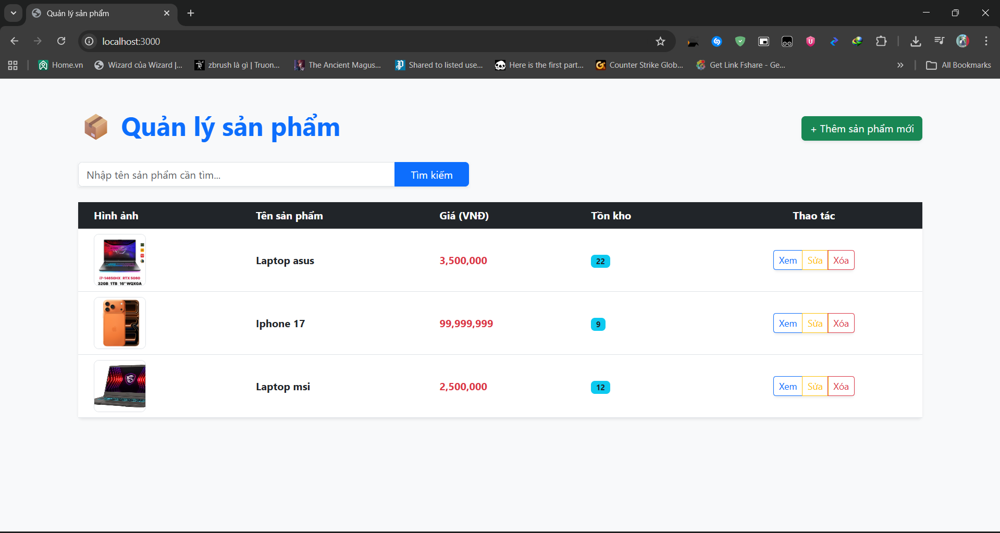 Quản lý sản phẩm
localhost:3000
Home.vn
Wizard của Wizard |...
zbrush là gì | Truon...
The Ancient Magus...
Shared to listed use...
Here is the first part...
Counter Strike Glob...
Get Link Fshare - Ge...
All Bookmarks
Quản lý sản phẩm
+ Thêm sản phẩm mới
Nhập tên sản phẩm cần tìm...
Tìm kiếm
Hình ảnh Tên sản phẩm Giá (VNĐ) Tồn kho Thao tác
i7-14650HX RTX 5060
32GB 1TB 16" WQXGA
Laptop asus 3,500,000 22 Xem Sửa Xóa
Iphone 17 99,999,999 9 Xem Sửa Xóa
Laptop msi 2,500,000 12 Xem Sửa Xóa